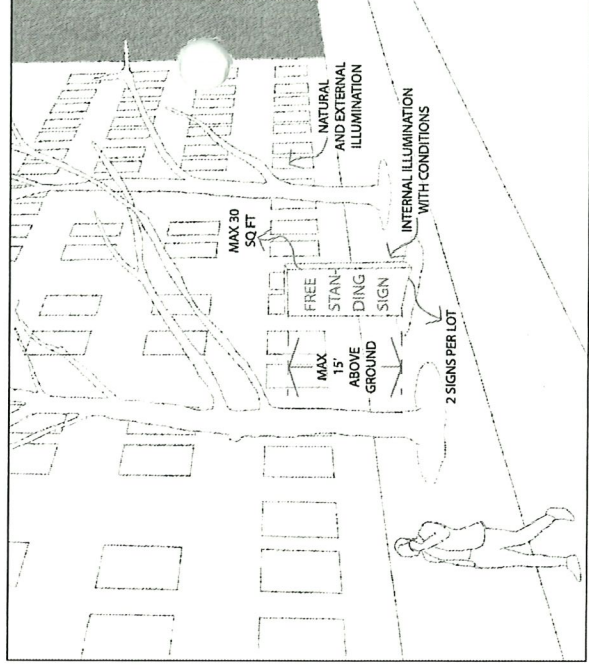 NATURAL
AND EXTERNAL
ILLUMINATION
MAX 30
SQ FT
INTERNAL ILLUMINATION
WITH CONDITIONS
FREE
STAN-
DING
SIGN
MAX
15'
ABOVE
GROUND
2 SIGNS PER LOT